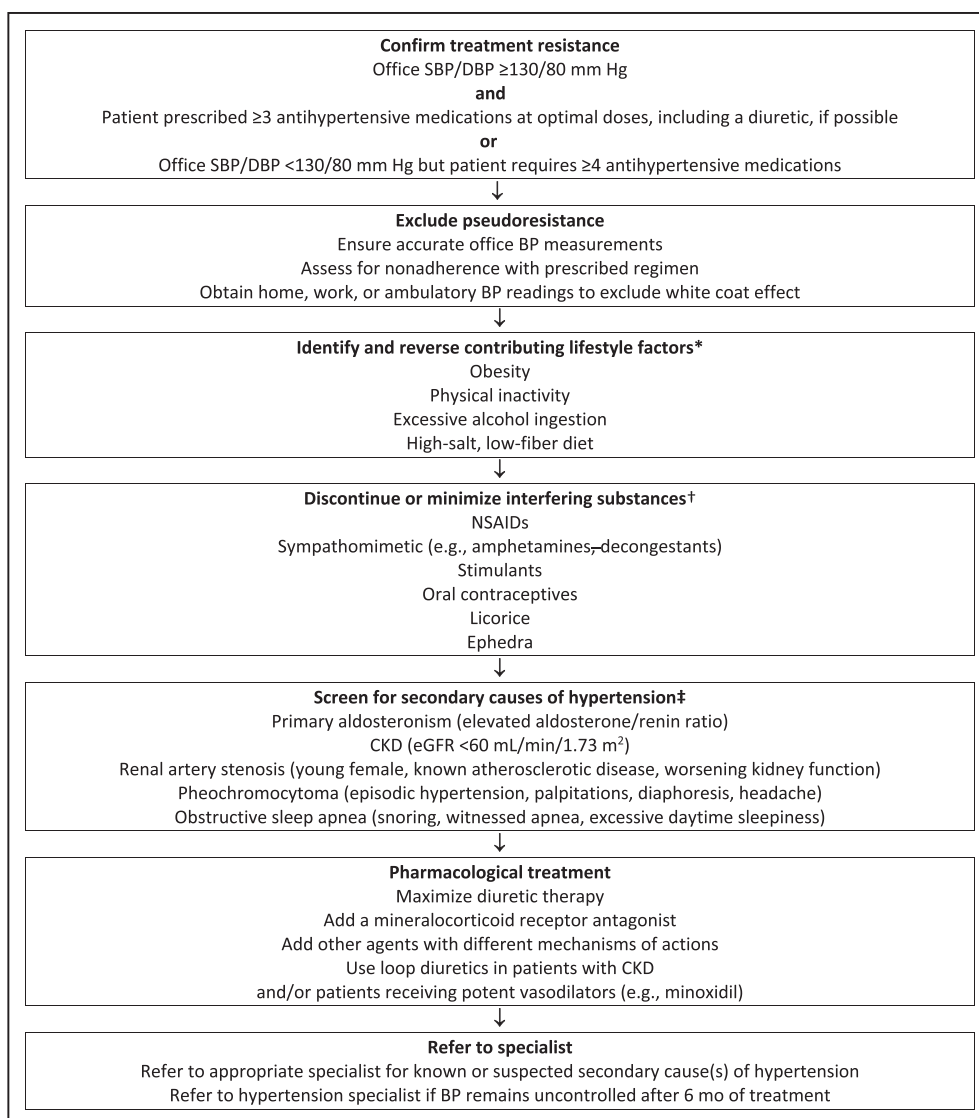 Confirm treatment resistance
Office SBP/DBP ≥130/80 mm Hg
and
Patient prescribed ≥3 antihypertensive medications at optimal doses, including a diuretic, if possible
or
Office SBP/DBP <130/80 mm Hg but patient requires ≥4 antihypertensive medications
↓
Exclude pseudoresistance
Ensure accurate office BP measurements
Assess for nonadherence with prescribed regimen
Obtain home, work, or ambulatory BP readings to exclude white coat effect
↓
Identify and reverse contributing lifestyle factors*
Obesity
Physical inactivity
Excessive alcohol ingestion
High-salt, low-fiber diet
↓
Discontinue or minimize interfering substances†
NSAIDs
Sympathomimetic (e.g., amphetamines, decongestants)
Stimulants
Oral contraceptives
Licorice
Ephedra
↓
Screen for secondary causes of hypertension‡
Primary aldosteronism (elevated aldosterone/renin ratio)
CKD (eGFR <60 mL/min/1.73 m²)
Renal artery stenosis (young female, known atherosclerotic disease, worsening kidney function)
Pheochromocytoma (episodic hypertension, palpitations, diaphoresis, headache)
Obstructive sleep apnea (snoring, witnessed apnea, excessive daytime sleepiness)
↓
Pharmacological treatment
Maximize diuretic therapy
Add a mineralocorticoid receptor antagonist
Add other agents with different mechanisms of actions
Use loop diuretics in patients with CKD
and/or patients receiving potent vasodilators (e.g., minoxidil)
↓
Refer to specialist
Refer to appropriate specialist for known or suspected secondary cause(s) of hypertension
Refer to hypertension specialist if BP remains uncontrolled after 6 mo of treatment